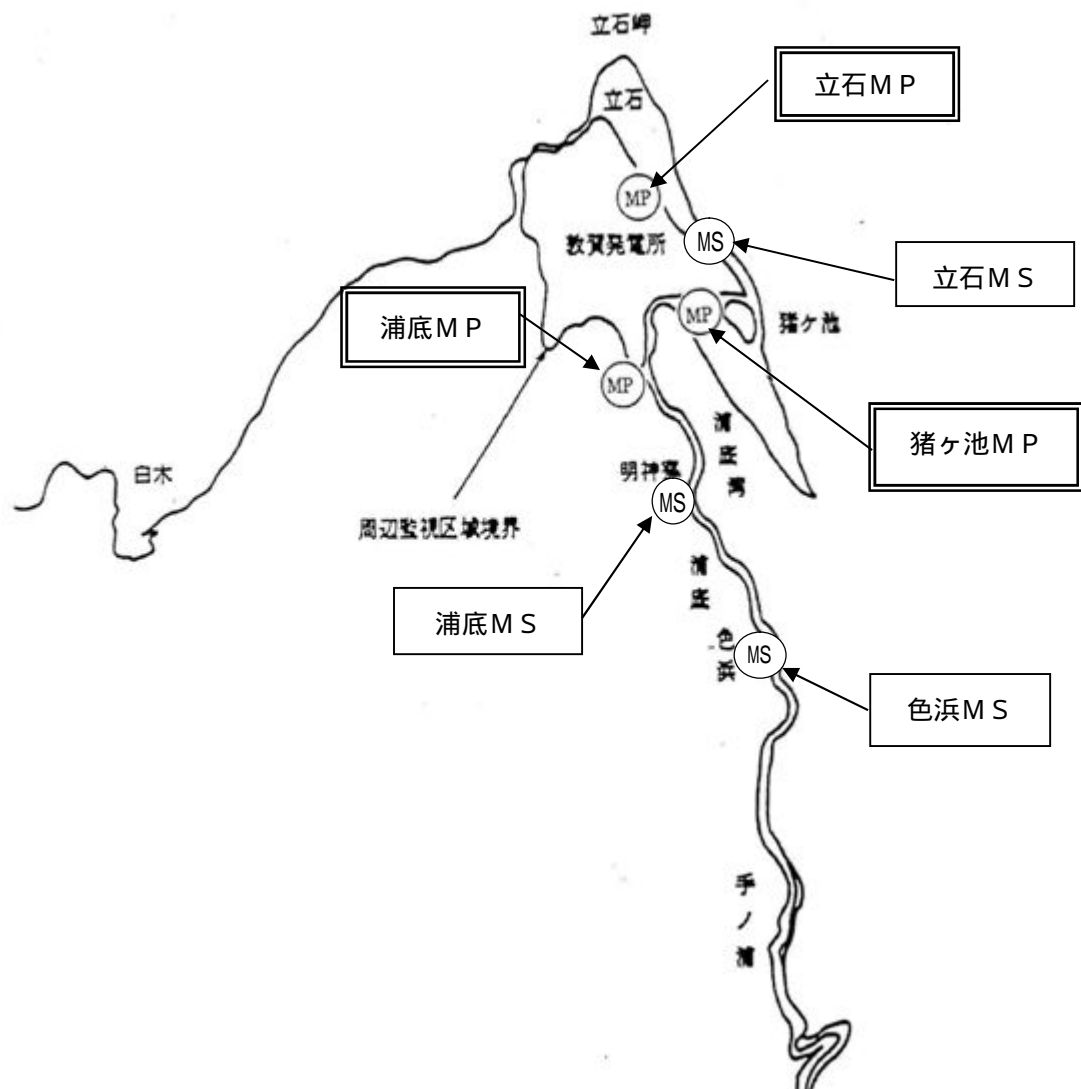 立石岬
立石MP
立石
MP
敦賀発電所
MS
立石MS
浦底MP
MP
猪ヶ池
MP
浦底湾
猪ヶ池MP
白木
明神寮
MS
周辺監視区域境界
浦底
浦底MS
色浜
MS
色浜MS
手ノ浦